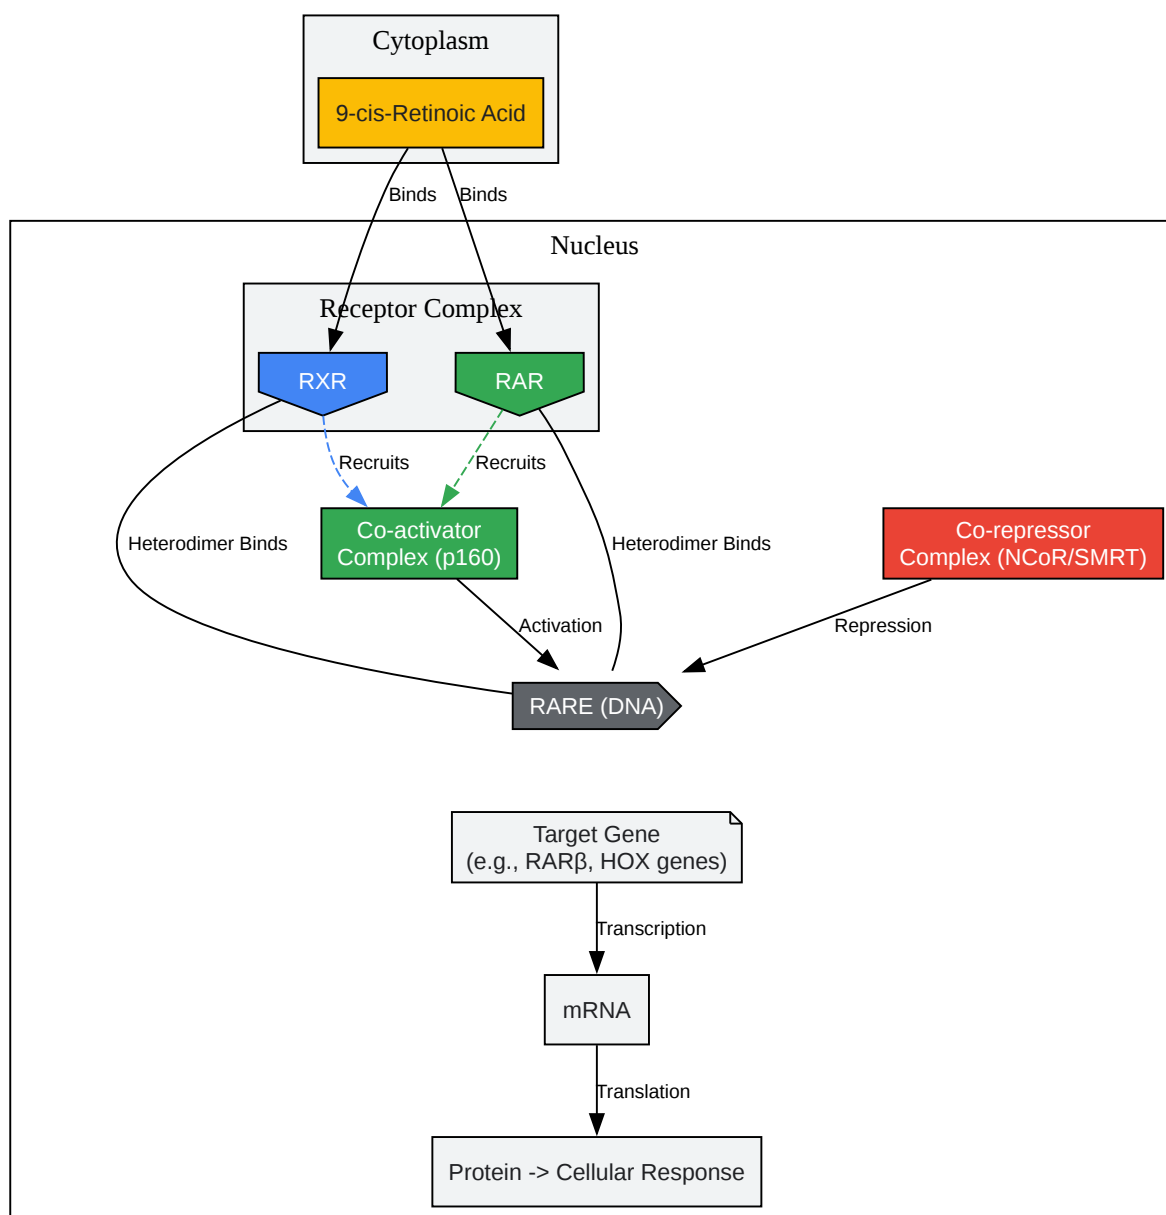 Cytoplasm
9-cis-Retinoic Acid
Binds
Binds
Nucleus
Receptor Complex
RXR
RAR
Recruits
Recruits
Co-activator
Complex (p160)
Co-repressor
Complex (NCoR/SMRT)
Heterodimer Binds
Heterodimer Binds
Activation
Repression
RARE (DNA)
Target Gene
(e.g., RARβ, HOX genes)
Transcription
mRNA
Translation
Protein -> Cellular Response